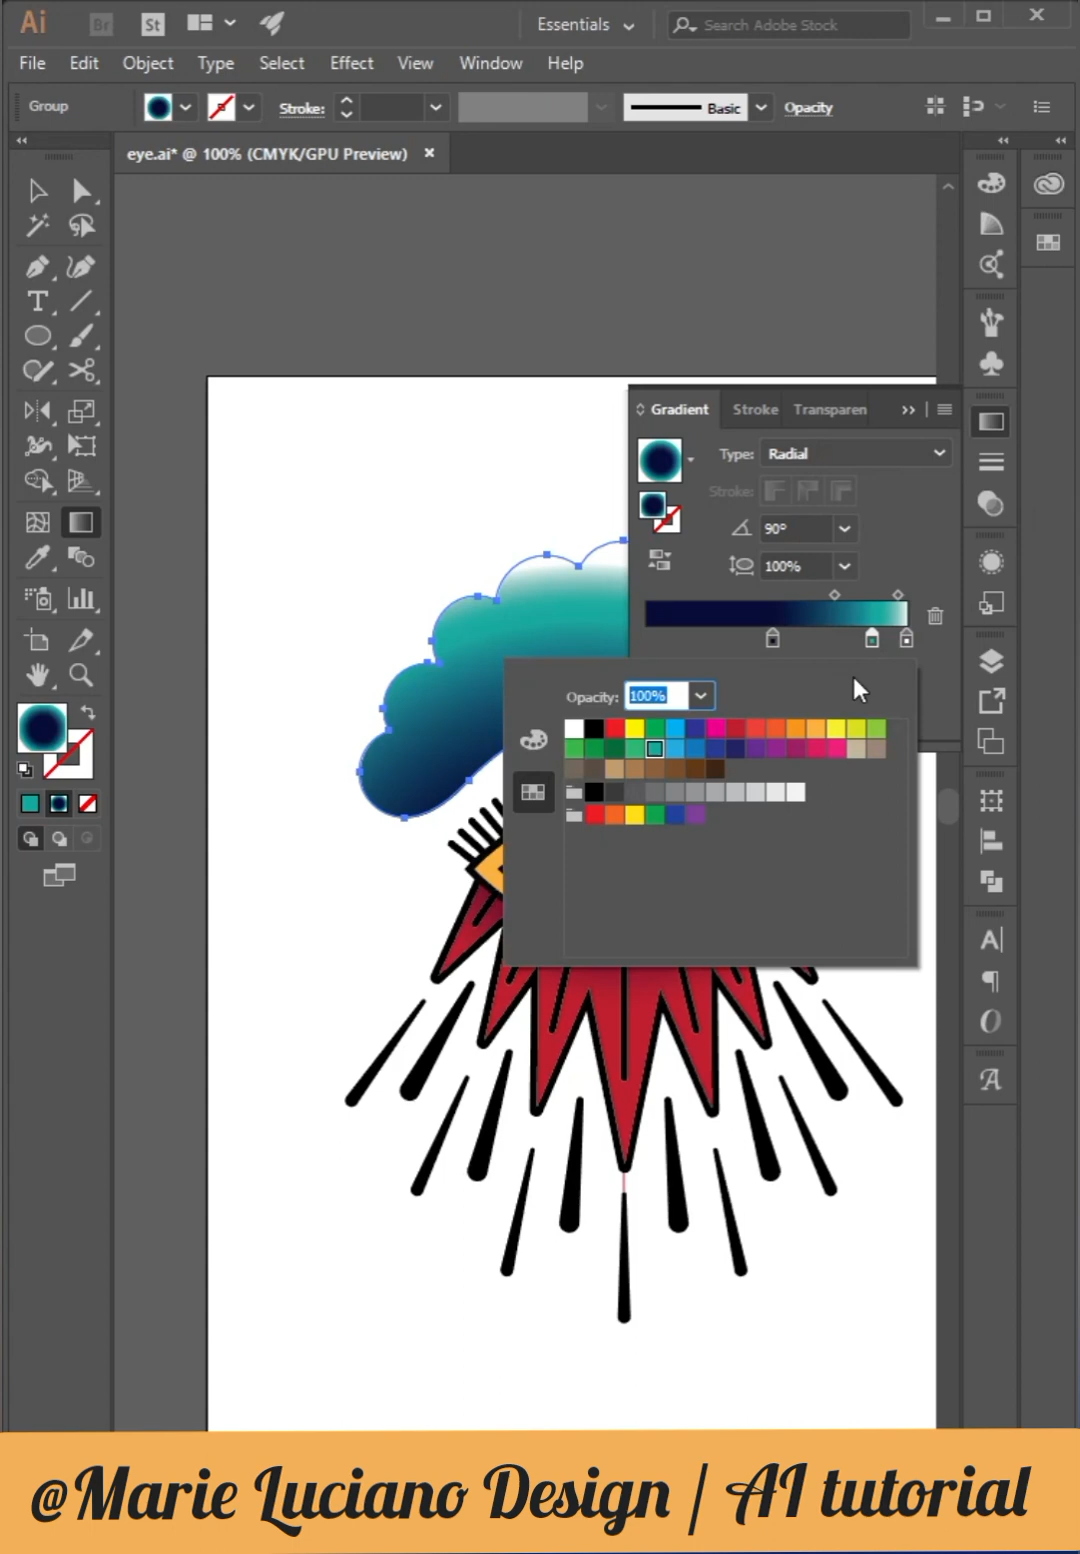 Ai Br St Essentials Search Adobe Stock
File Edit Object Type Select Effect View Window Help
Group Stroke: Basic Opacity
eye.ai* @ 100% (CMYK/GPU Preview)
Gradient Stroke Transparen
Type: Radial
Stroke:
90°
100%
Opacity: 100%
@Marie Luciano Design / AI tutorial